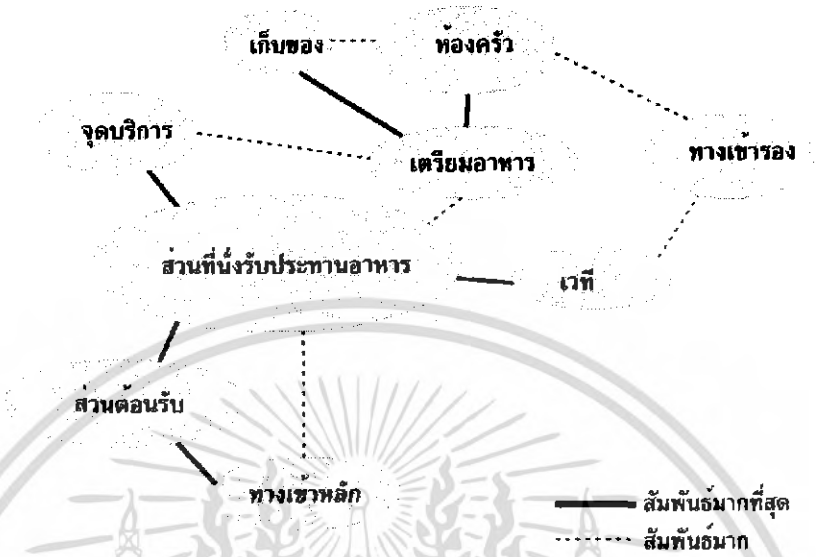 เก็บของ
ห้องครัว
จุดบริการ
เตรียมอาหาร
ทางเข้ารอง
ส่วนที่นั่งรับประทานอาหาร
เวที
ส่วนต้อนรับ
ทางเข้าหลัก
สัมพันธ์มากที่สุด
สัมพันธ์มาก